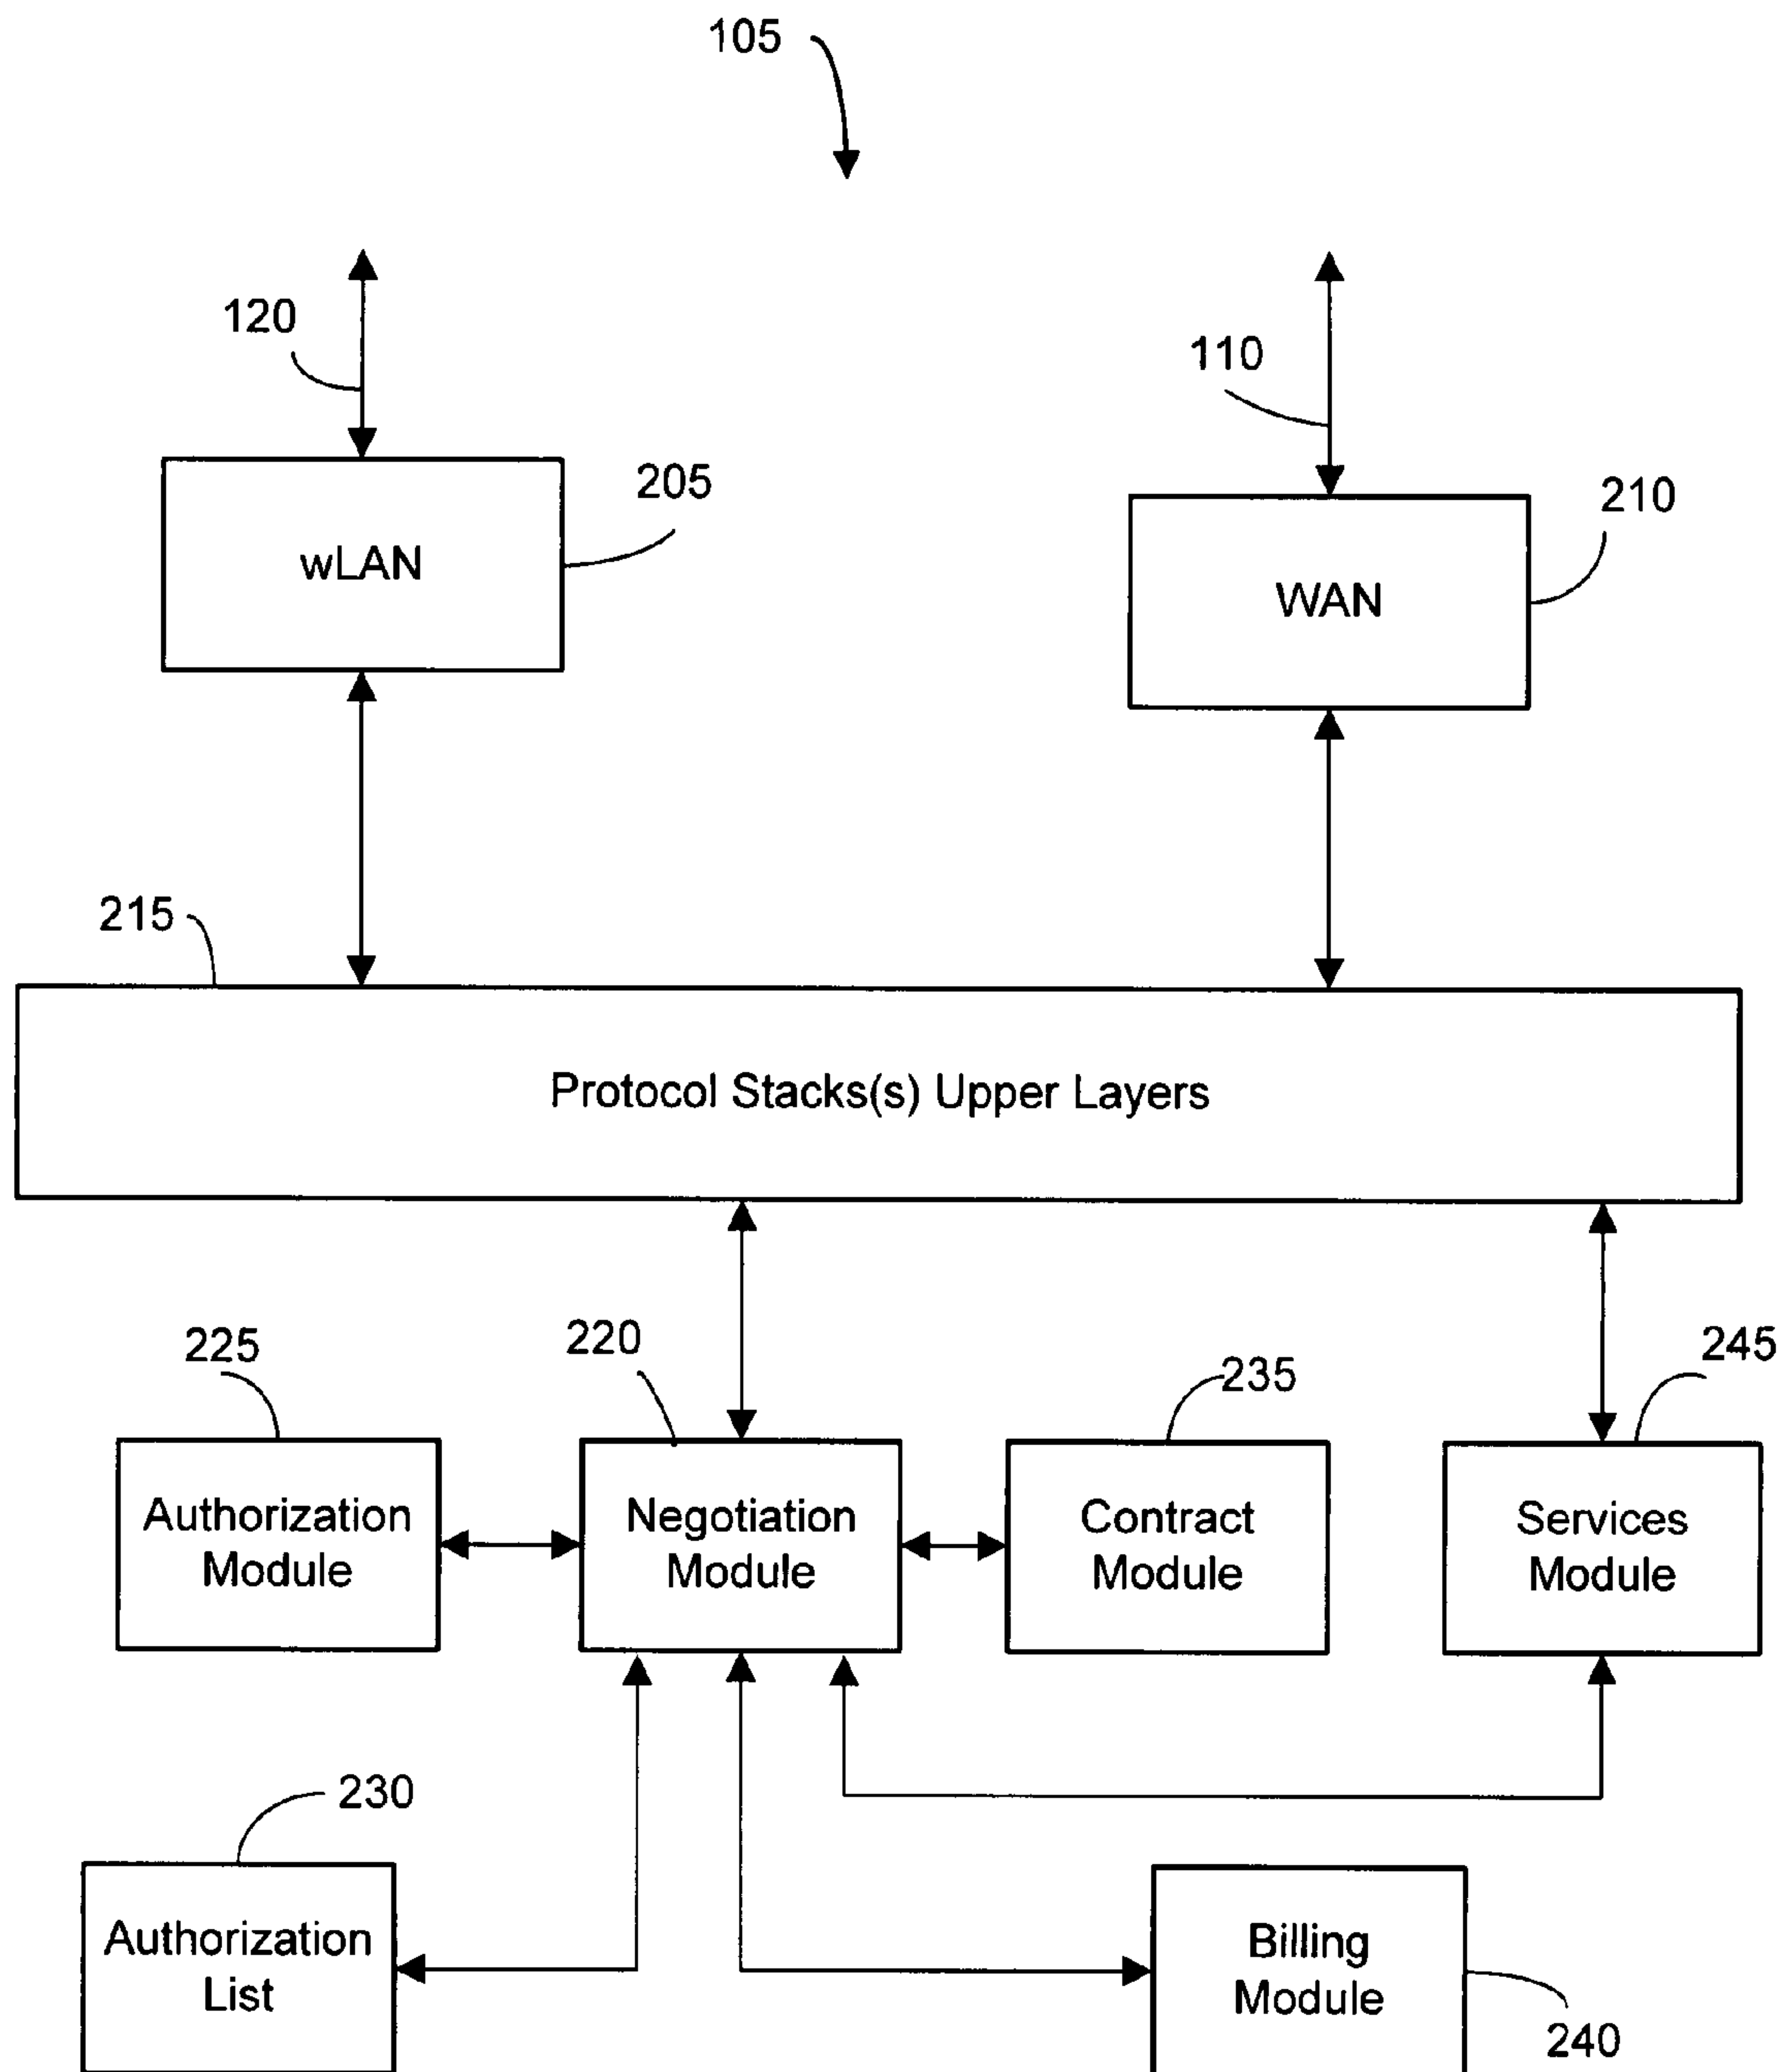 105
120
110
205
210
wLAN
WAN
215
Protocol Stacks(s) Upper Layers
225
220
235
245
Authorization
Module
Negotiation
Module
Contract
Module
Services
Module
230
Authorization
List
Billing
Module
240